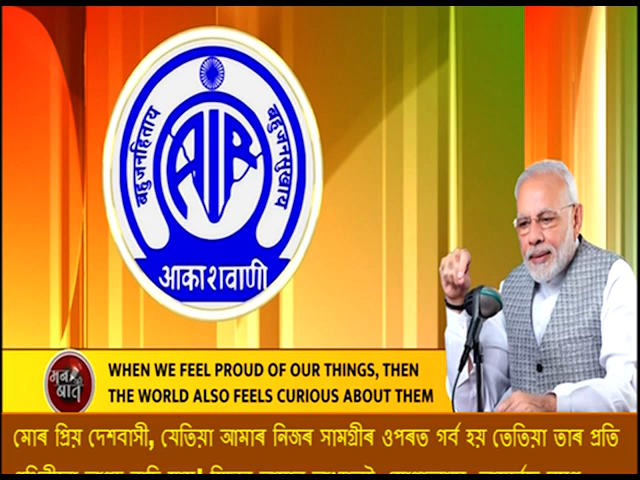 बहुजनहिताय
बहुजनसुखाय
AIR
आकाशवाणी
मन
की
बात
WHEN WE FEEL PROUD OF OUR THINGS, THEN
THE WORLD ALSO FEELS CURIOUS ABOUT THEM
মোৰ প্ৰিয় দেশবাসী, যেতিয়া আমাৰ নিজৰ সামগ্ৰীৰ ওপৰত গৰ্ব হয় তেতিয়া তাৰ প্ৰতি